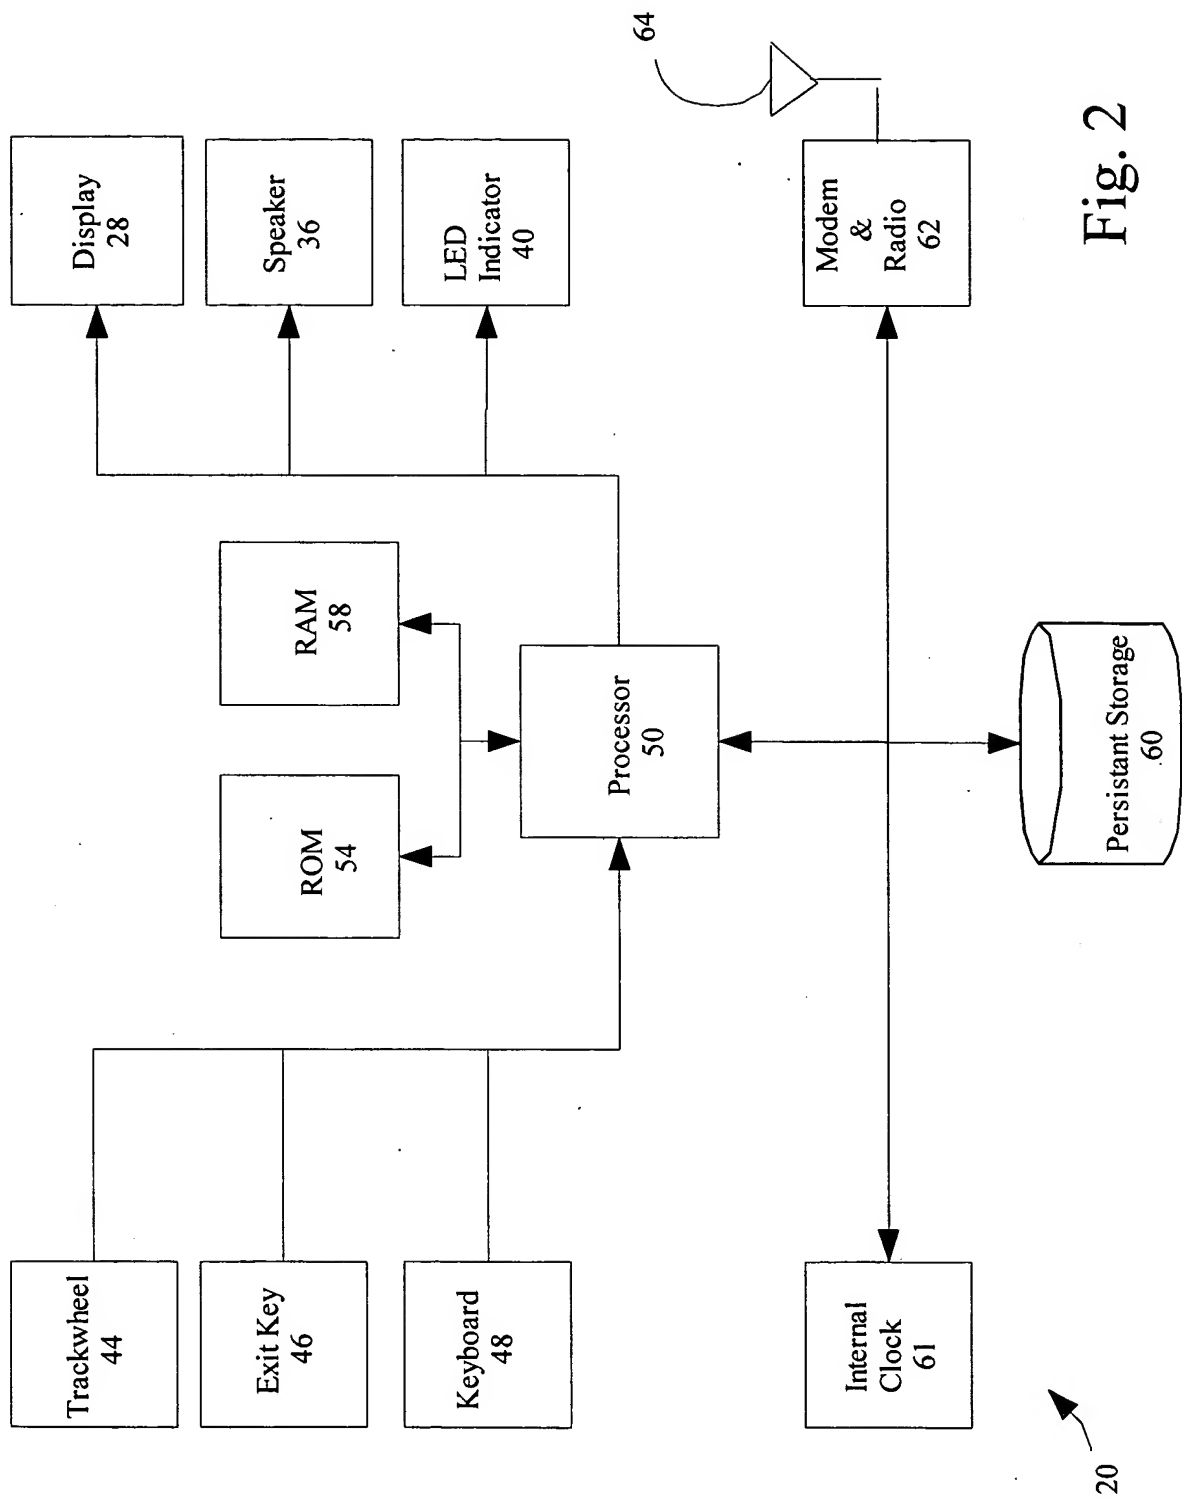 Trackwheel
44
Exit Key
46
Keyboard
48
ROM
54
RAM
58
Processor
50
Display
28
Speaker
36
LED
Indicator
40
Internal
Clock
61
Modem
&
Radio
62
64
Persistant Storage
60
20
Fig. 2